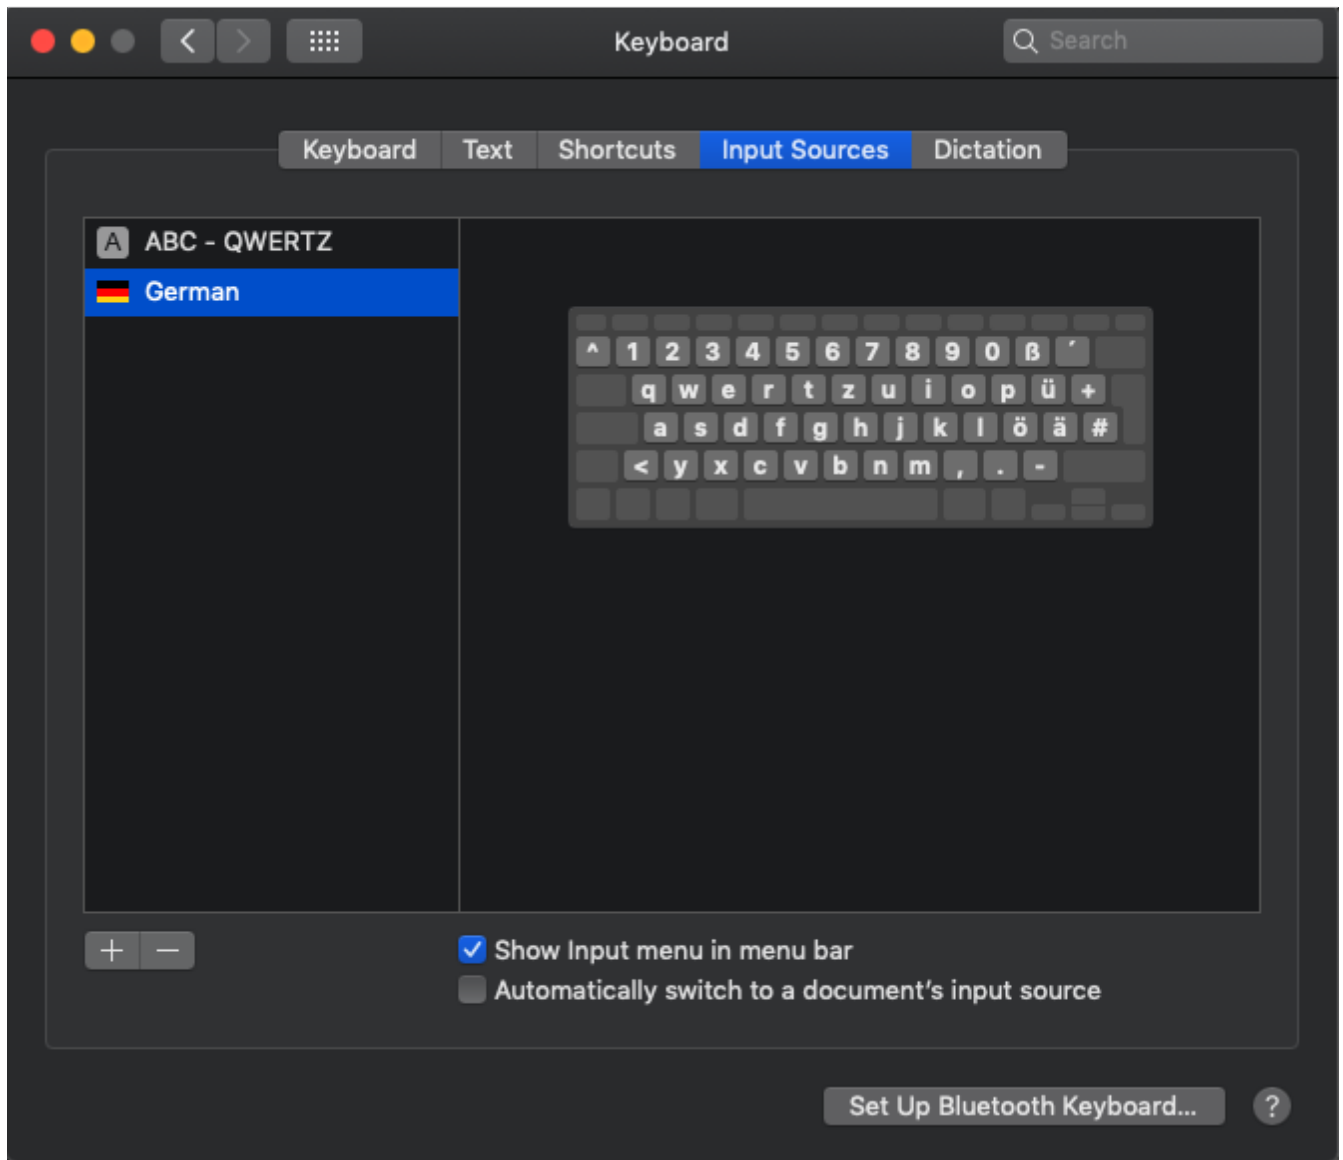 Keyboard
Search
Keyboard Text Shortcuts Input Sources Dictation
A ABC - QWERTZ
German
^ 1 2 3 4 5 6 7 8 9 0 ß ´
q w e r t z u i o p ü +
a s d f g h j k l ö ä #
< y x c v b n m , . -
+ −
Show Input menu in menu bar
Automatically switch to a document’s input source
Set Up Bluetooth Keyboard... ?